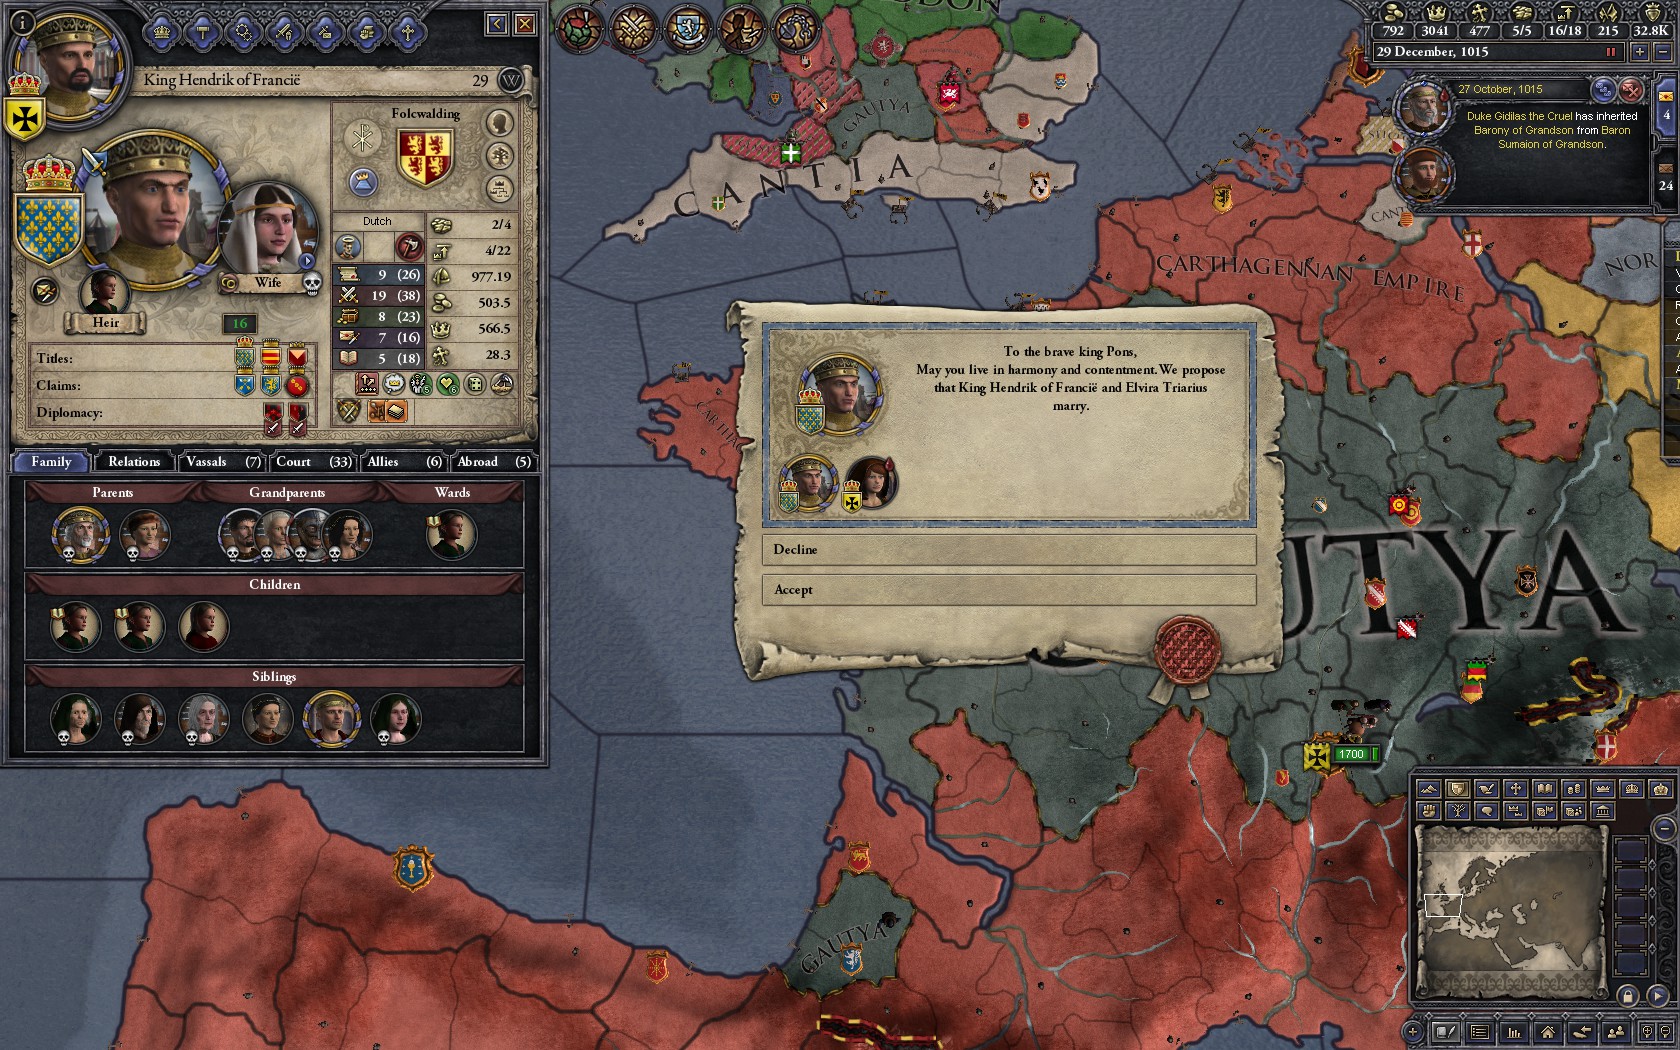 King Hendrik of Francië
29
Folcwalding
Wife
Heir
16
Dutch
9 (26)
19 (38)
8 (23)
7 (16)
5 (18)
2/4
4/22
977.19
503.5
566.5
28.3
Titles:
Claims:
Diplomacy:
Family
Relations
Vassals (7)
Court (33)
Allies (6)
Abroad (5)
Parents
Grandparents
Wards
Children
Siblings
GAUTYA
CANTIA
792
3041
477
5/5
16/18
215
32.8K
29 December, 1015
27 October, 1015
Duke Gidilas the Cruel has inherited
Barony of Grandson from Baron
Sumaion of Grandson.
4
24
CARTHAGENNAN EMPIRE
NOR
To the brave king Pons,
May you live in harmony and contentment. We propose
that King Hendrik of Francië and Elvira Triarius
marry.
Decline
Accept
UTYA
1700
GAUTYA